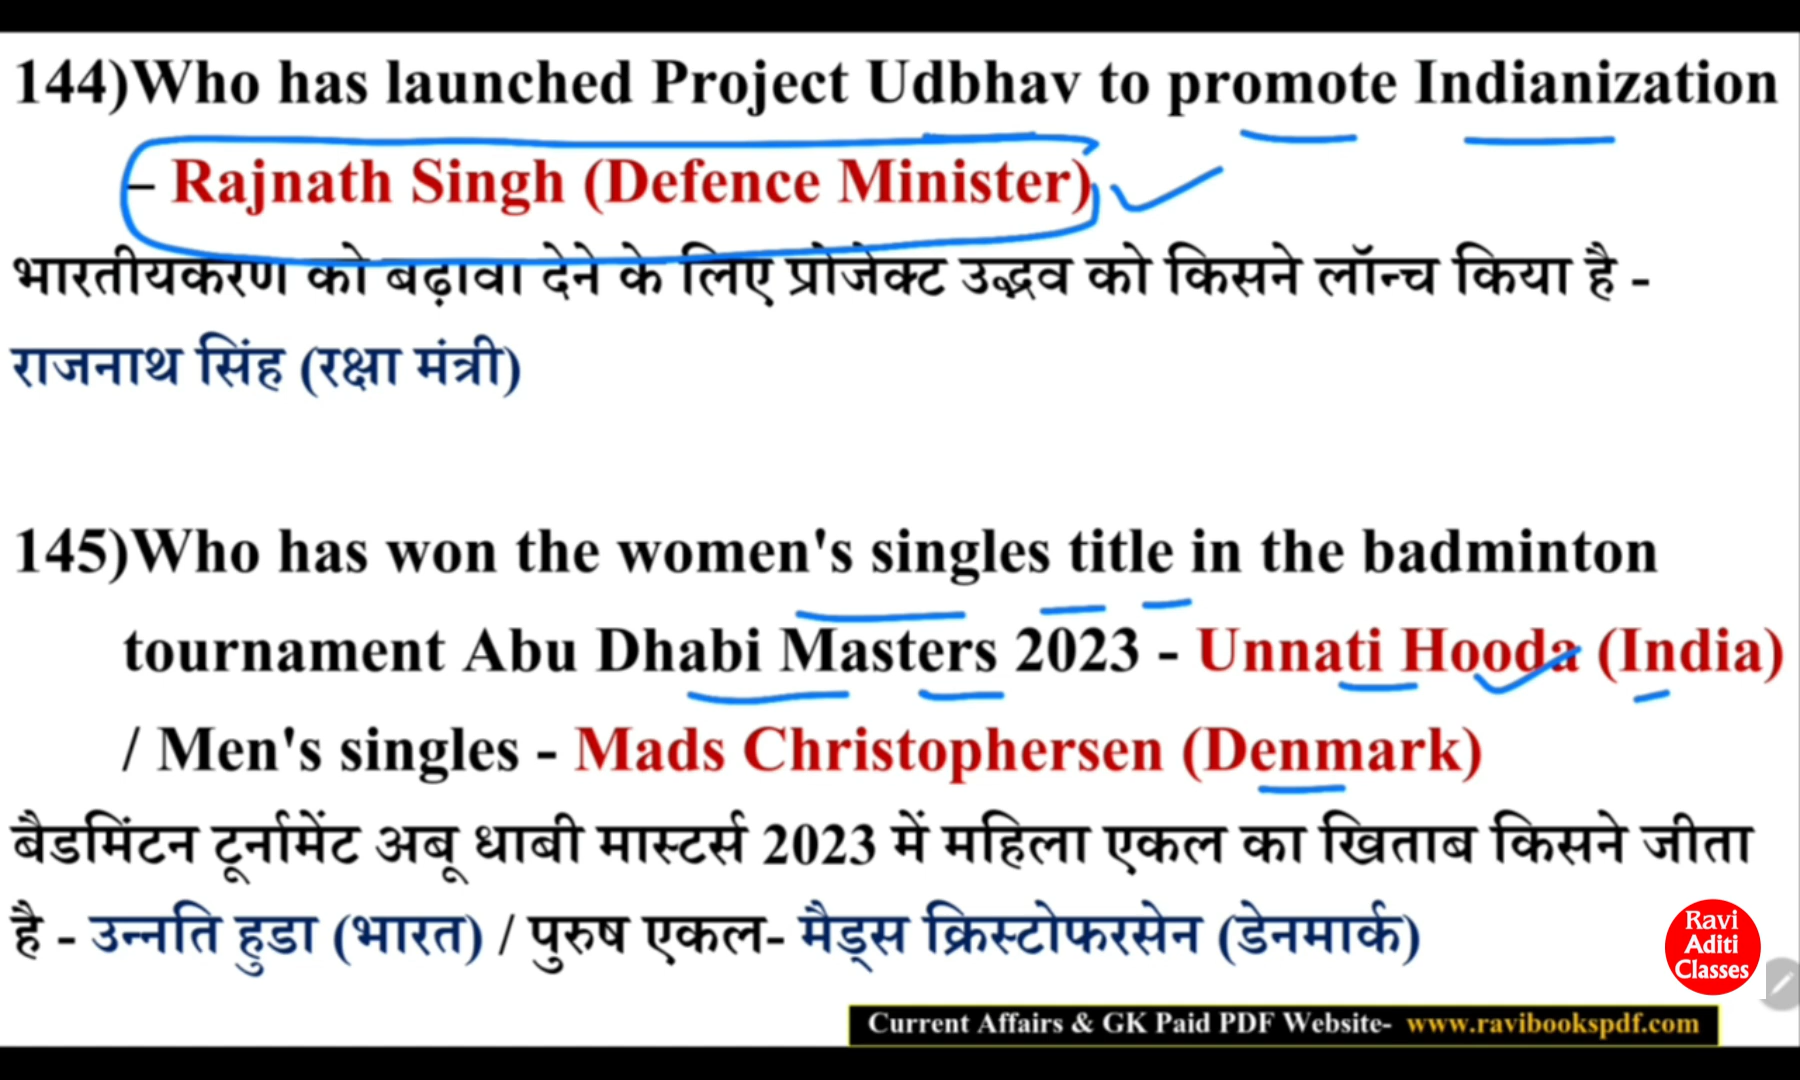 144)Who has launched Project Udbhav to promote Indianization
– Rajnath Singh (Defence Minister)
भारतीयकरण को बढ़ावा देने के लिए प्रोजेक्ट उद्भव को किसने लॉन्च किया है -
राजनाथ सिंह (रक्षा मंत्री)
145)Who has won the women's singles title in the badminton
tournament Abu Dhabi Masters 2023 - Unnati Hooda (India)
/ Men's singles - Mads Christophersen (Denmark)
बैडमिंटन टूर्नामेंट अबू धाबी मास्टर्स 2023 में महिला एकल का खिताब किसने जीता
है - उन्नति हुडा (भारत) / पुरुष एकल- मैड्स क्रिस्टोफरसेन (डेनमार्क)
Ravi
Aditi
Classes
Current Affairs & GK Paid PDF Website- www.ravibookspdf.com